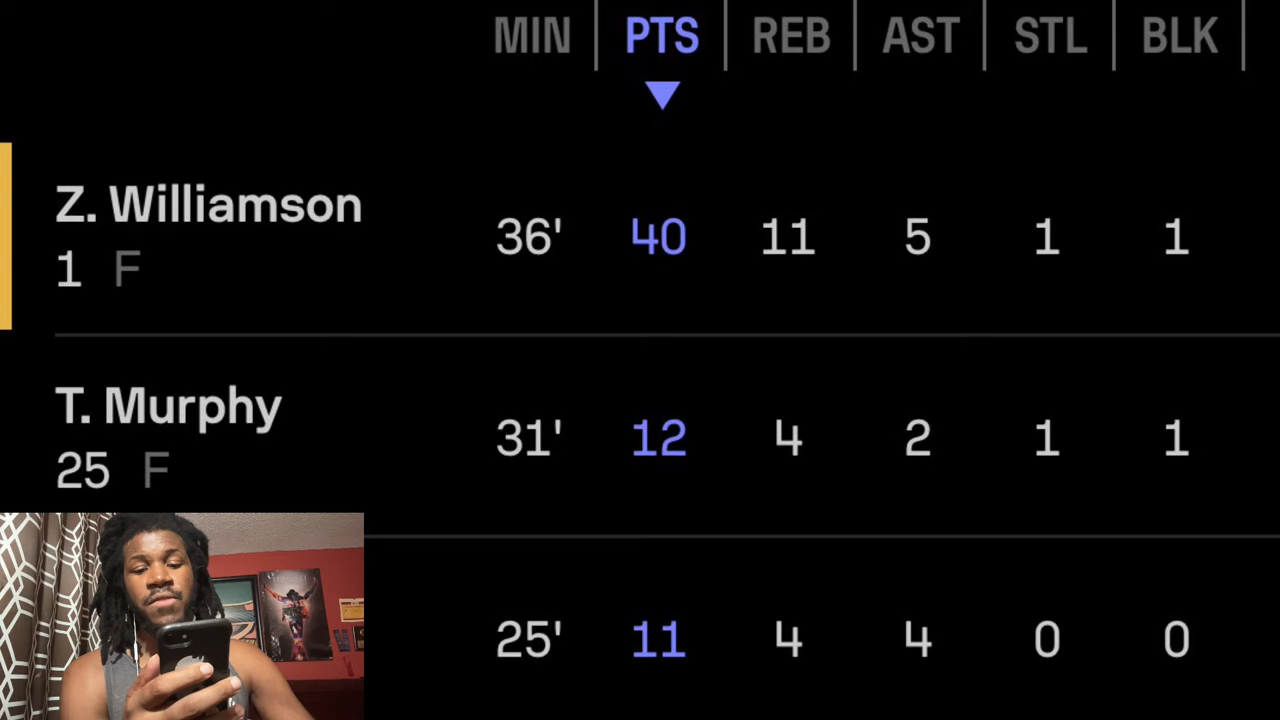 MIN PTS REB AST STL BLK
Z. Williamson
36' 40 11 5 1 1
1 F
T. Murphy
31' 12 4 2 1 1
25 F
25' 11 4 4 0 0